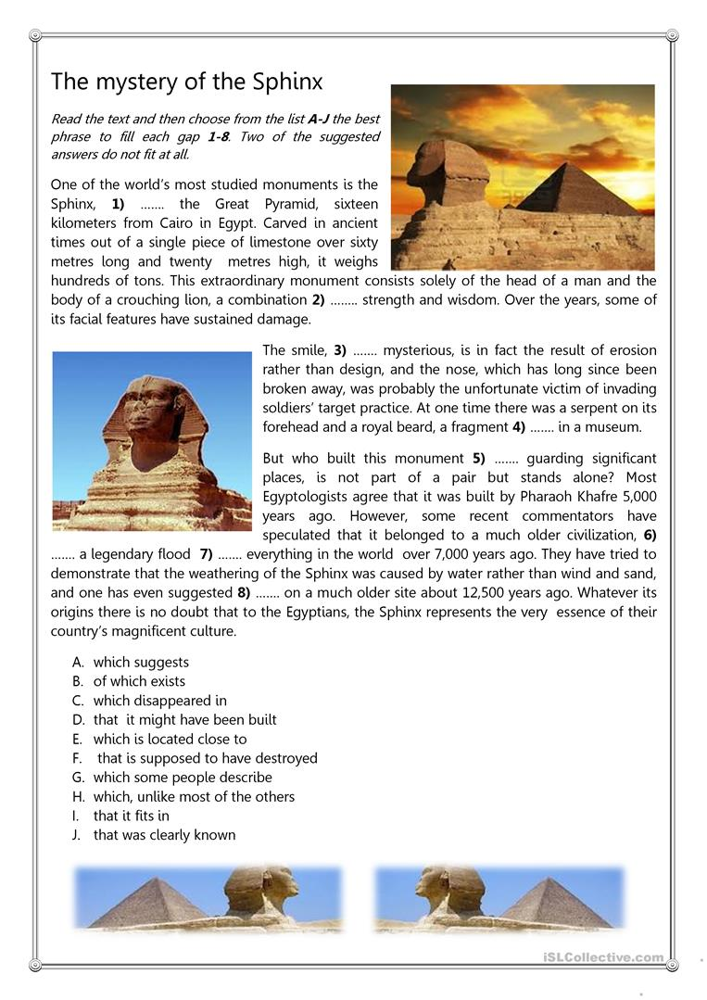 The mystery of the Sphinx
Read the text and then choose from the list A-J the best
phrase to fill each gap 1-8. Two of the suggested
answers do not fit at all.
One of the world's most studied monuments is the
Sphinx, 1) ....... the Great Pyramid, sixteen
kilometers from Cairo in Egypt. Carved in ancient
times out of a single piece of limestone over sixty
metres long and twenty metres high, it weighs
hundreds of tons. This extraordinary monument consists solely of the head of a man and the
body of a crouching lion, a combination 2) ........ strength and wisdom. Over the years, some of
its facial features have sustained damage.
The smile, 3) ....... mysterious, is in fact the result of erosion
rather than design, and the nose, which has long since been
broken away, was probably the unfortunate victim of invading
soldiers' target practice. At one time there was a serpent on its
forehead and a royal beard, a fragment 4) ....... in a museum.
But who built this monument 5) ....... guarding significant
places, is not part of a pair but stands alone? Most
Egyptologists agree that it was built by Pharaoh Khafre 5,000
years ago. However, some recent commentators have
speculated that it belonged to a much older civilization, 6)
....... a legendary flood 7) ....... everything in the world over 7,000 years ago. They have tried to
demonstrate that the weathering of the Sphinx was caused by water rather than wind and sand,
and one has even suggested 8) ....... on a much older site about 12,500 years ago. Whatever its
origins there is no doubt that to the Egyptians, the Sphinx represents the very essence of their
country's magnificent culture.
A. which suggests
B. of which exists
C. which disappeared in
D. that it might have been built
E. which is located close to
F. that is supposed to have destroyed
G. which some people describe
H. which, unlike most of the others
I. that it fits in
J. that was clearly known
iSLCollective.com